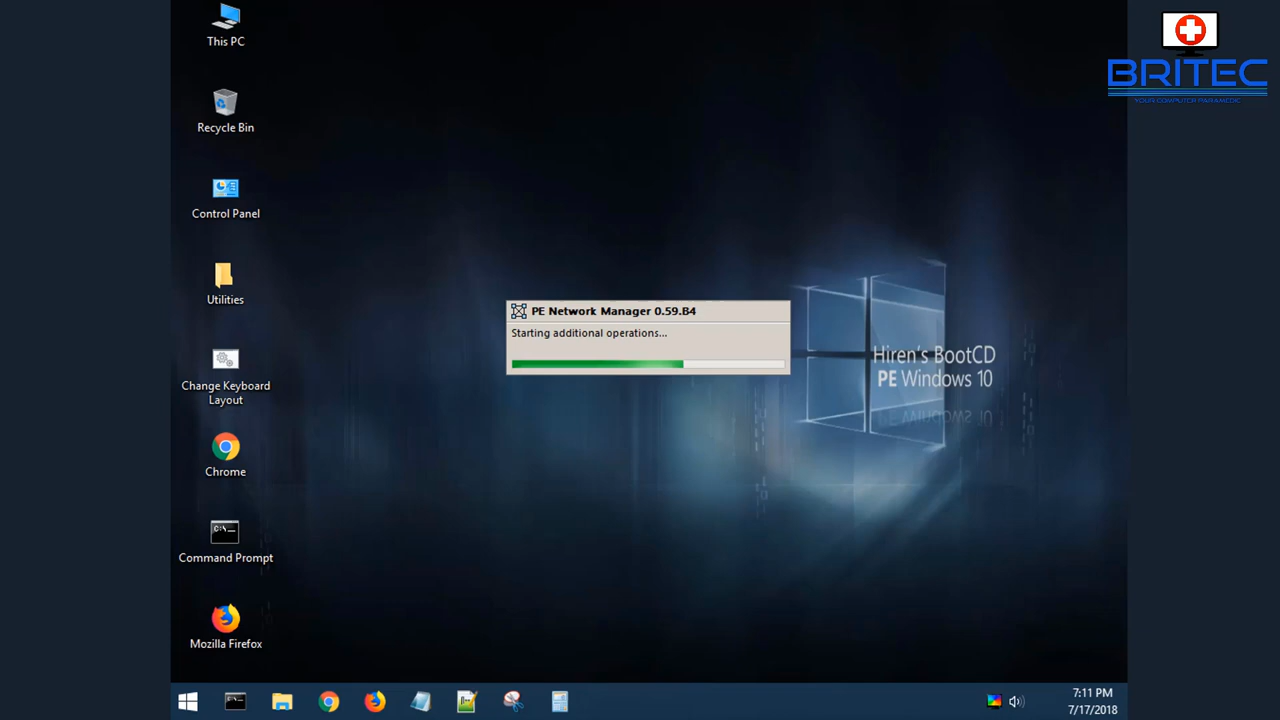 This PC
Recycle Bin
Control Panel
Utilities
Change Keyboard
Layout
Chrome
C:\_
Command Prompt
Mozilla Firefox
PE Network Manager 0.59.B4
Starting additional operations...
Hiren's BootCD
PE Windows 10
BRITEC
YOUR COMPUTER PARAMEDIC
7:11 PM
7/17/2018